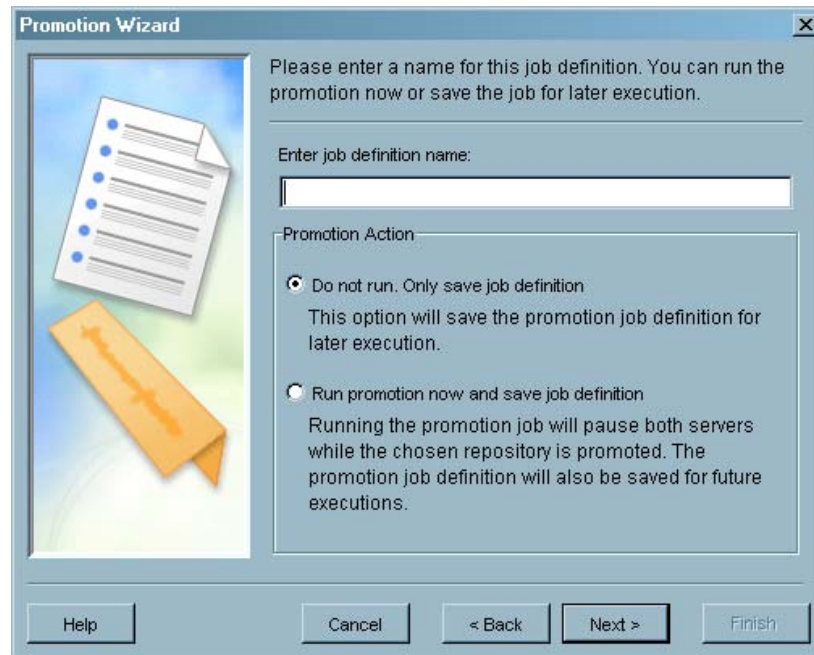 Promotion Wizard
Please enter a name for this job definition. You can run the
promotion now or save the job for later execution.
Enter job definition name:
Promotion Action
Do not run. Only save job definition
This option will save the promotion job definition for
later execution.
Run promotion now and save job definition
Running the promotion job will pause both servers
while the chosen repository is promoted. The
promotion job definition will also be saved for future
executions.
Help
Cancel
< Back
Next >
Finish